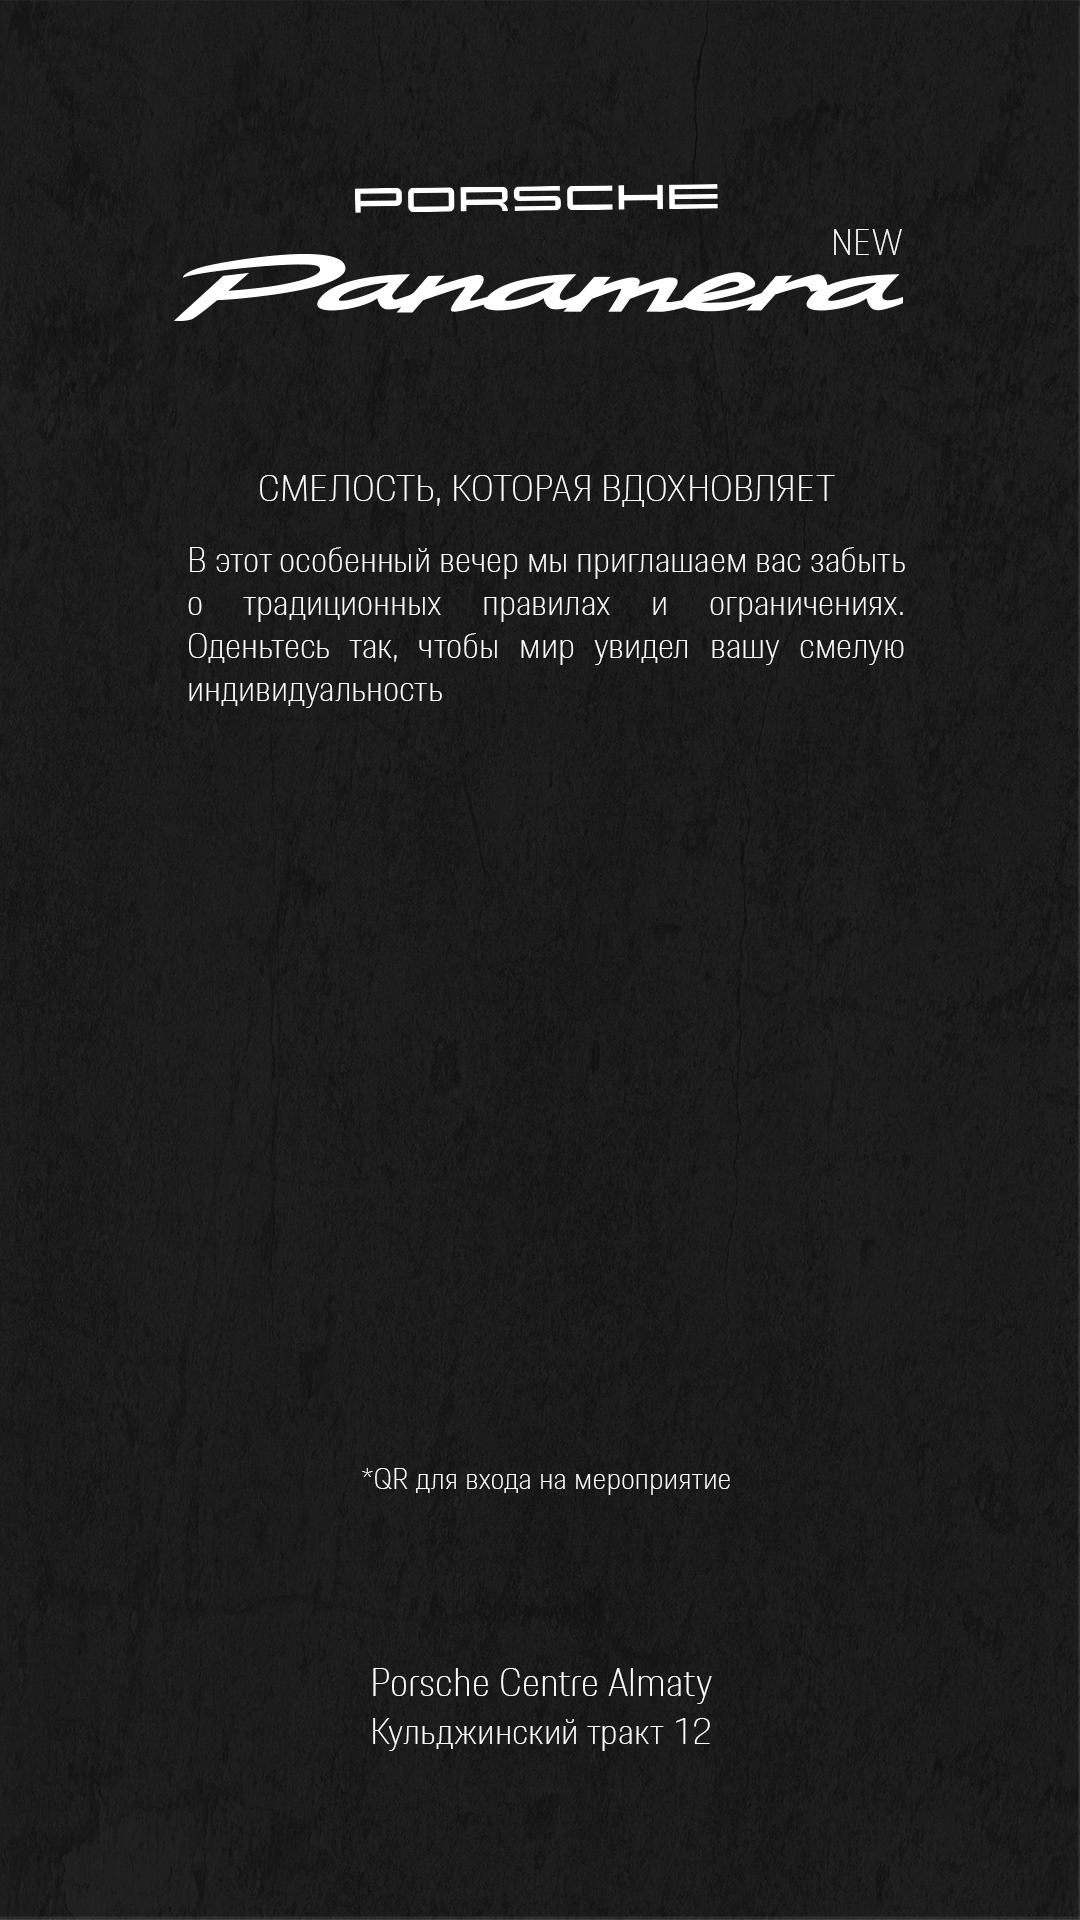 PORSCHE
NEW
Panamera
СМЕЛОСТЬ, КОТОРАЯ ВДОХНОВЛЯЕТ
В этот особенный вечер мы приглашаем вас забыть
о традиционных правилах и ограничениях.
Оденьтесь так, чтобы мир увидел вашу смелую
индивидуальность
*QR для входа на мероприятие
Porsche Centre Almaty
Кульджинский тракт 12